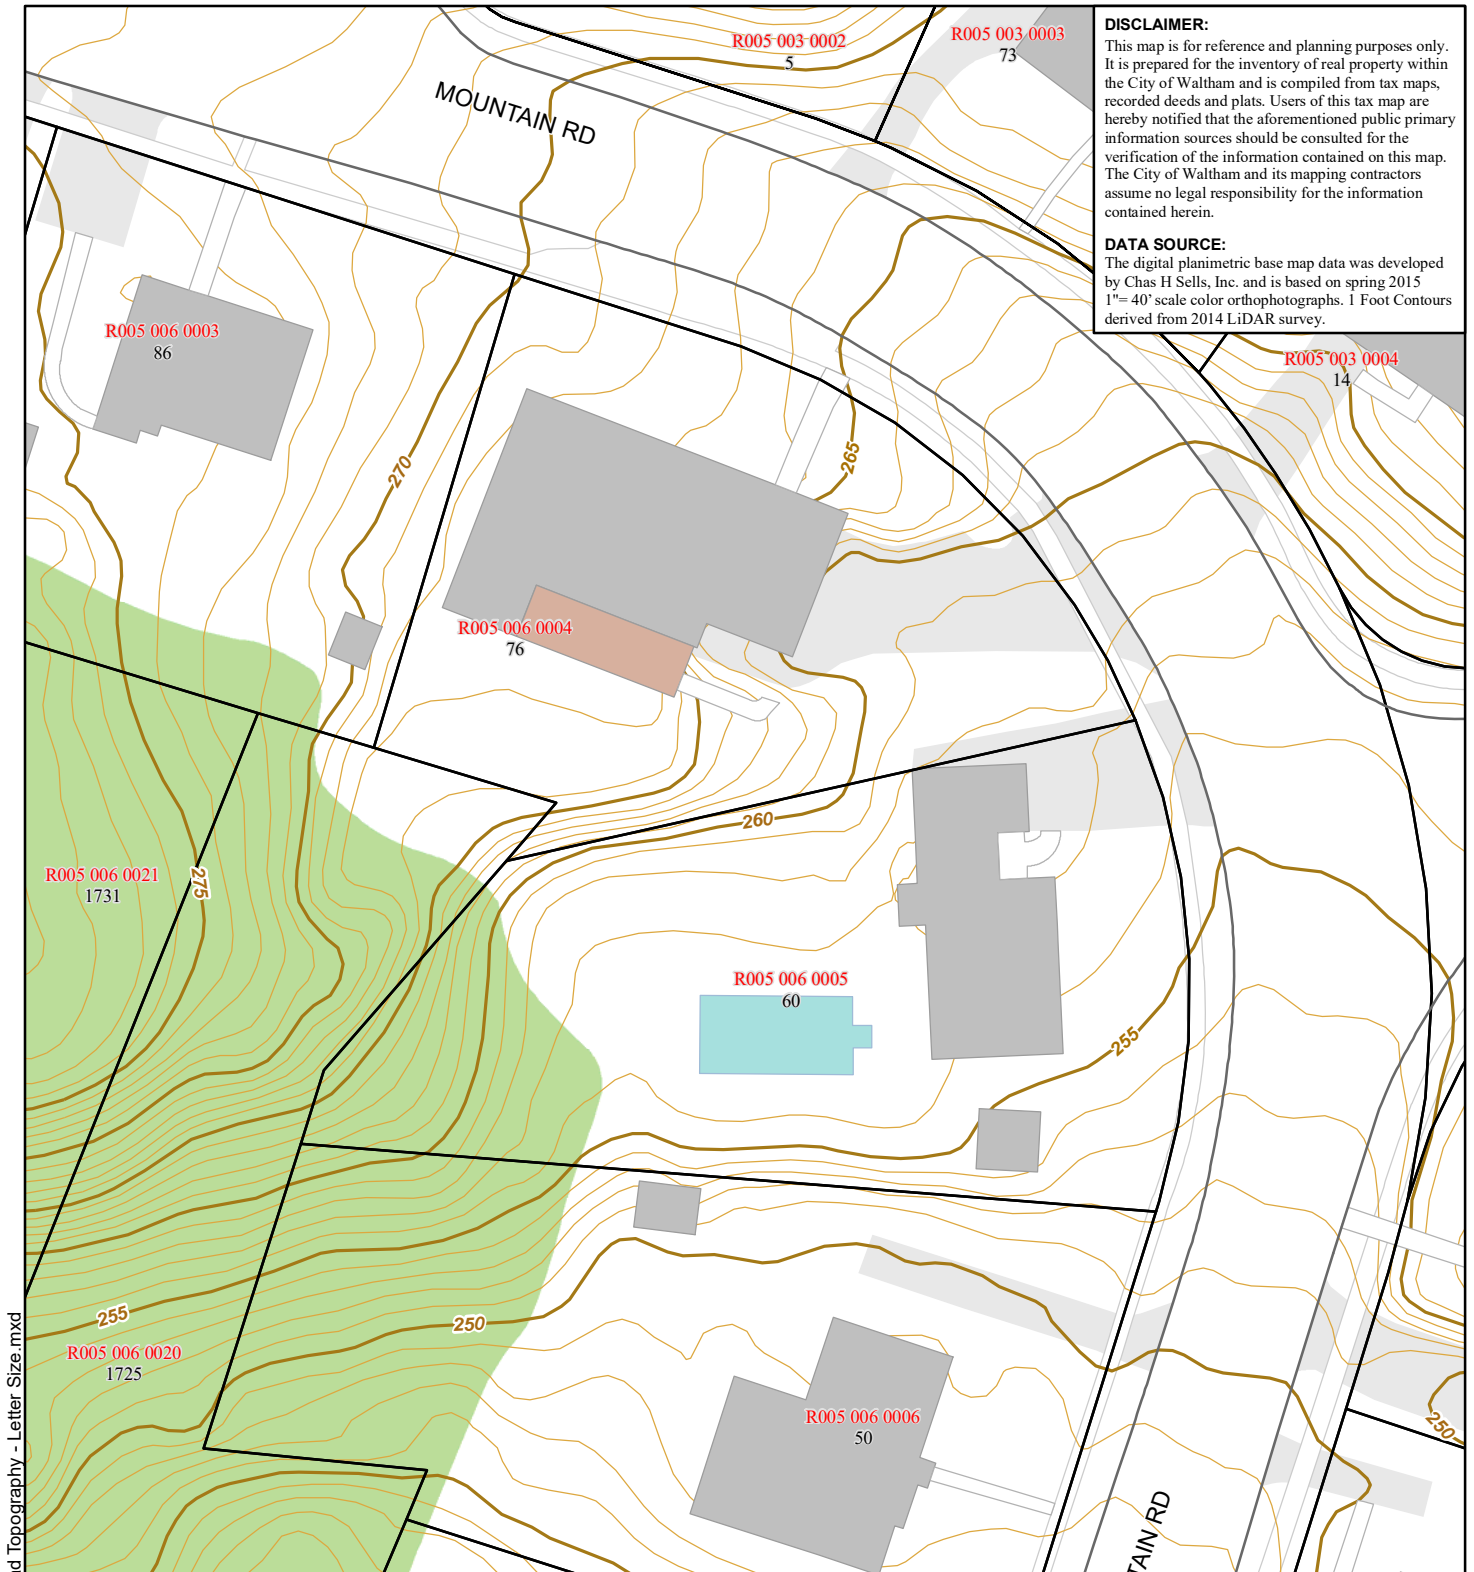 R005 003 0002
5
R005 003 0003
73
DISCLAIMER:
This map is for reference and planning purposes only.
It is prepared for the inventory of real property within
the City of Waltham and is compiled from tax maps,
recorded deeds and plats. Users of this tax map are
hereby notified that the aforementioned public primary
information sources should be consulted for the
verification of the information contained on this map.
The City of Waltham and its mapping contractors
assume no legal responsibility for the information
contained herein.
DATA SOURCE:
The digital planimetric base map data was developed
by Chas H Sells, Inc. and is based on spring 2015
1"= 40' scale color orthophotographs. 1 Foot Contours
derived from 2014 LiDAR survey.
MOUNTAIN RD
R005 006 0003
86
R005 003 0004
14
270
265
R005 006 0004
76
260
R005 006 0021
1731
275
R005 006 0005
60
255
255
250
R005 006 0020
1725
R005 006 0006
50
250
TAIN RD
d Topography - Letter Size.mxd